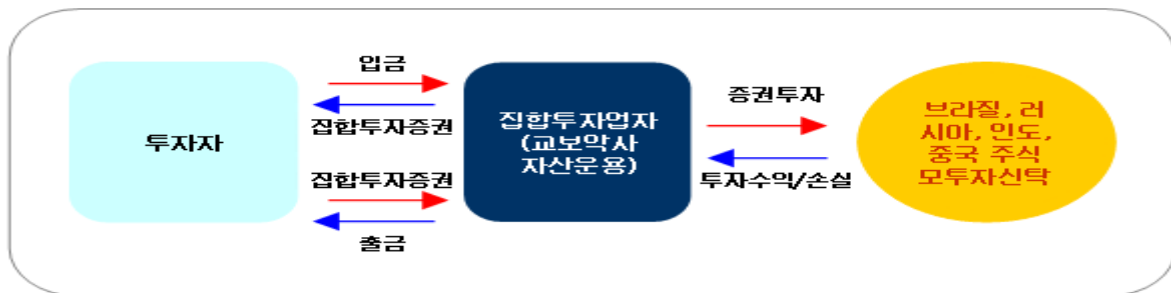 투자자
입금
집합투자증권
집합투자증권
출금
집합투자업자
(교보악사
자산운용)
증권투자
투자수익/손실
브라질, 러
시아, 인도,
중국 주식
모투자신탁